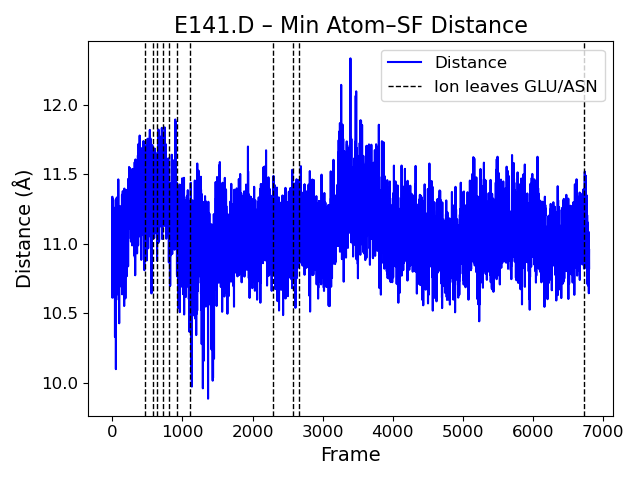 E141.D – Min Atom–SF Distance
Distance
Ion leaves GLU/ASN
Distance (Å)
12.0
11.5
11.0
10.5
10.0
0 1000 2000 3000 4000 5000 6000 7000
Frame